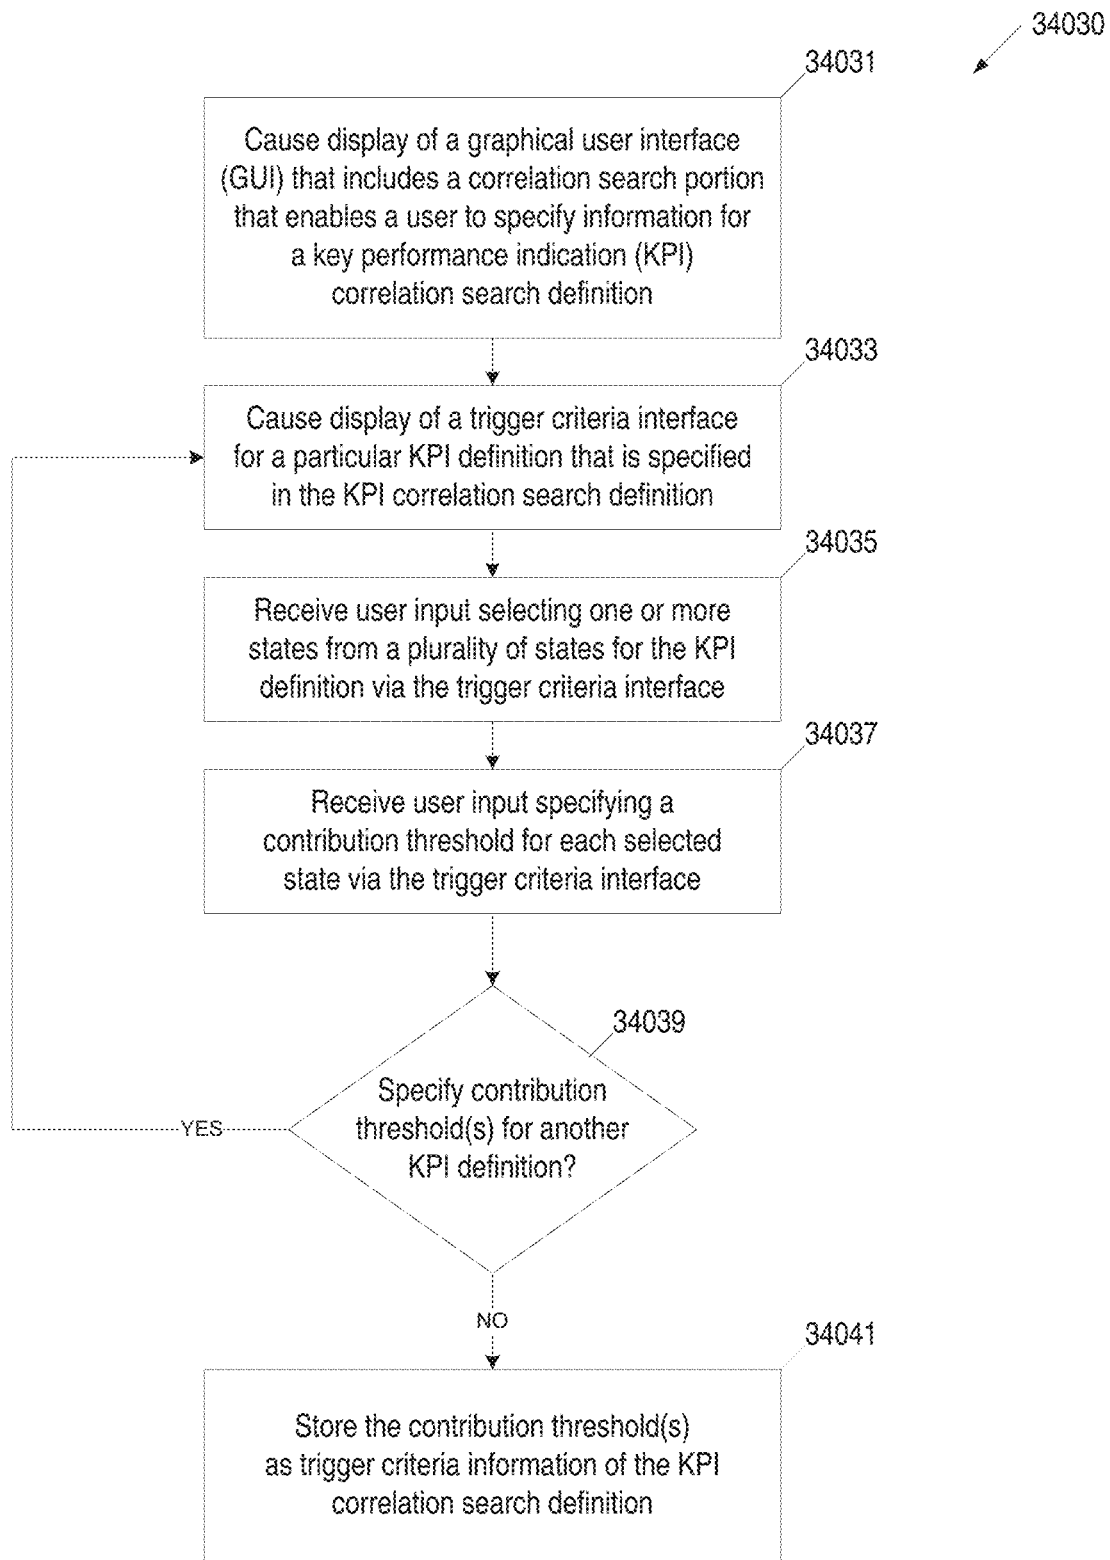 34030
34031
Cause display of a graphical user interface
(GUI) that includes a correlation search portion
that enables a user to specify information for
a key performance indication (KPI)
correlation search definition
34033
Cause display of a trigger criteria interface
for a particular KPI definition that is specified
in the KPI correlation search definition
34035
Receive user input selecting one or more
states from a plurality of states for the KPI
definition via the trigger criteria interface
34037
Receive user input specifying a
contribution threshold for each selected
state via the trigger criteria interface
34039
Specify contribution
threshold(s) for another
KPI definition?
YES
NO
34041
Store the contribution threshold(s)
as trigger criteria information of the KPI
correlation search definition